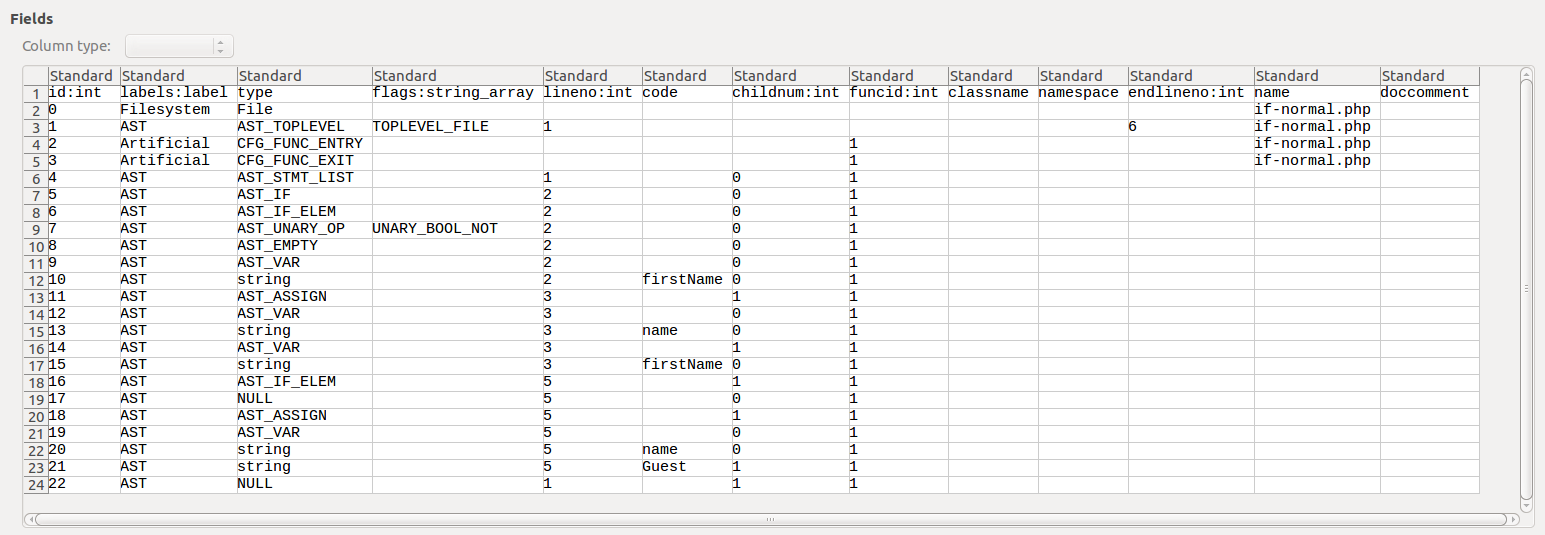 Fields
Column type:
Standard Standard Standard Standard Standard Standard Standard Standard Standard Standard Standard Standard Standard
1 id:int labels:label type flags:string_array lineno:int code childnum:int funcid:int classname namespace endlineno:int name doccomment
2 0 Filesystem File if-normal.php
3 1 AST AST_TOPLEVEL TOPLEVEL_FILE 1 6 if-normal.php
4 2 Artificial CFG_FUNC_ENTRY 1 if-normal.php
5 3 Artificial CFG_FUNC_EXIT 1 if-normal.php
6 4 AST AST_STMT_LIST 1 0 1
7 5 AST AST_IF 2 0 1
8 6 AST AST_IF_ELEM 2 0 1
9 7 AST AST_UNARY_OP UNARY_BOOL_NOT 2 0 1
10 8 AST AST_EMPTY 2 0 1
11 9 AST AST_VAR 2 0 1
12 10 AST string 2 firstName 0 1
13 11 AST AST_ASSIGN 3 1 1
14 12 AST AST_VAR 3 0 1
15 13 AST string 3 name 0 1
16 14 AST AST_VAR 3 1 1
17 15 AST string 3 firstName 0 1
18 16 AST AST_IF_ELEM 5 1 1
19 17 AST NULL 5 0 1
20 18 AST AST_ASSIGN 5 1 1
21 19 AST AST_VAR 5 0 1
22 20 AST string 5 name 0 1
23 21 AST string 5 Guest 1 1
24 22 AST NULL 1 1 1